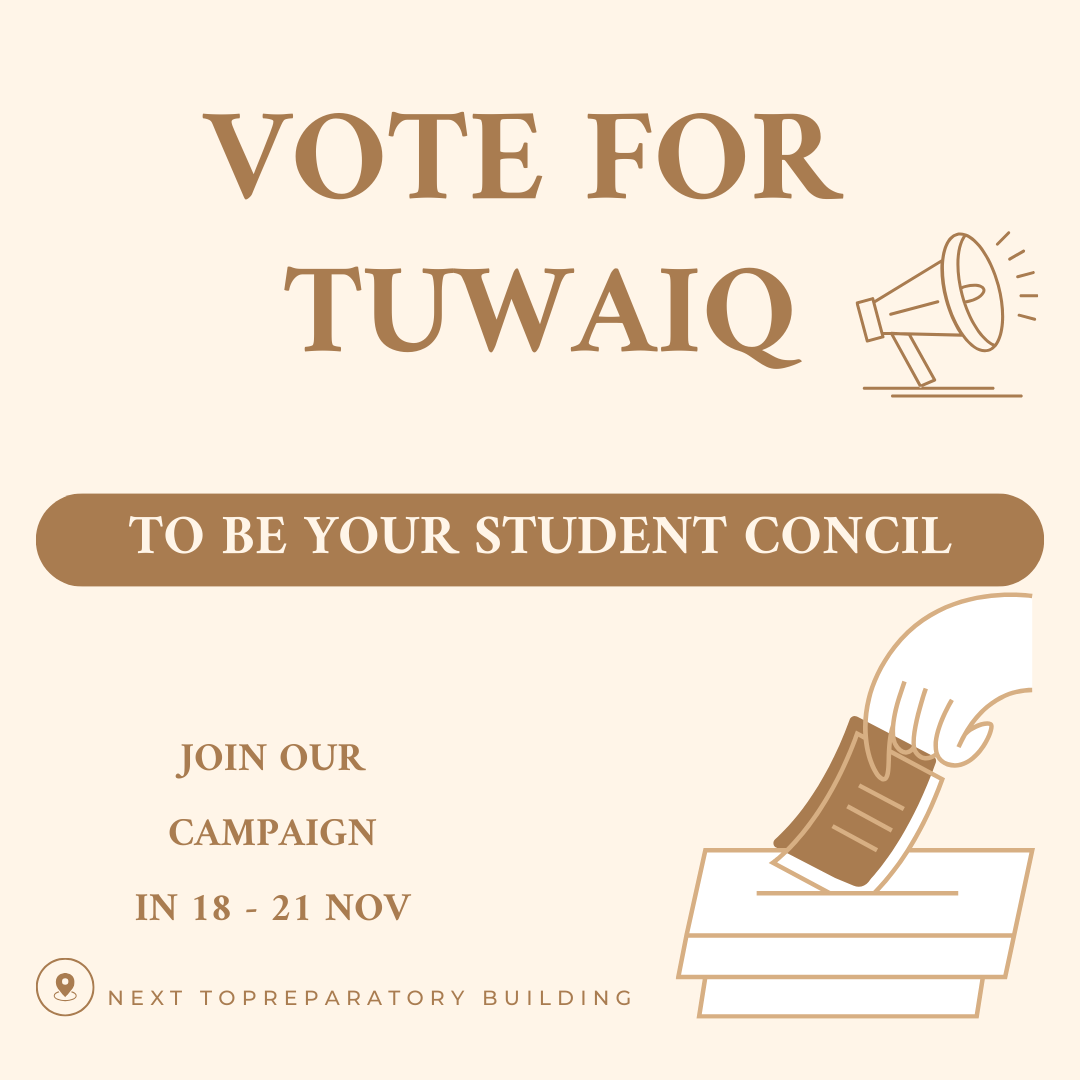 VOTE FOR
TUWAIQ
TO BE YOUR STUDENT CONCIL
JOIN OUR
CAMPAIGN
IN 18 - 21 NOV
NEXT TOPREPARATORY BUILDING